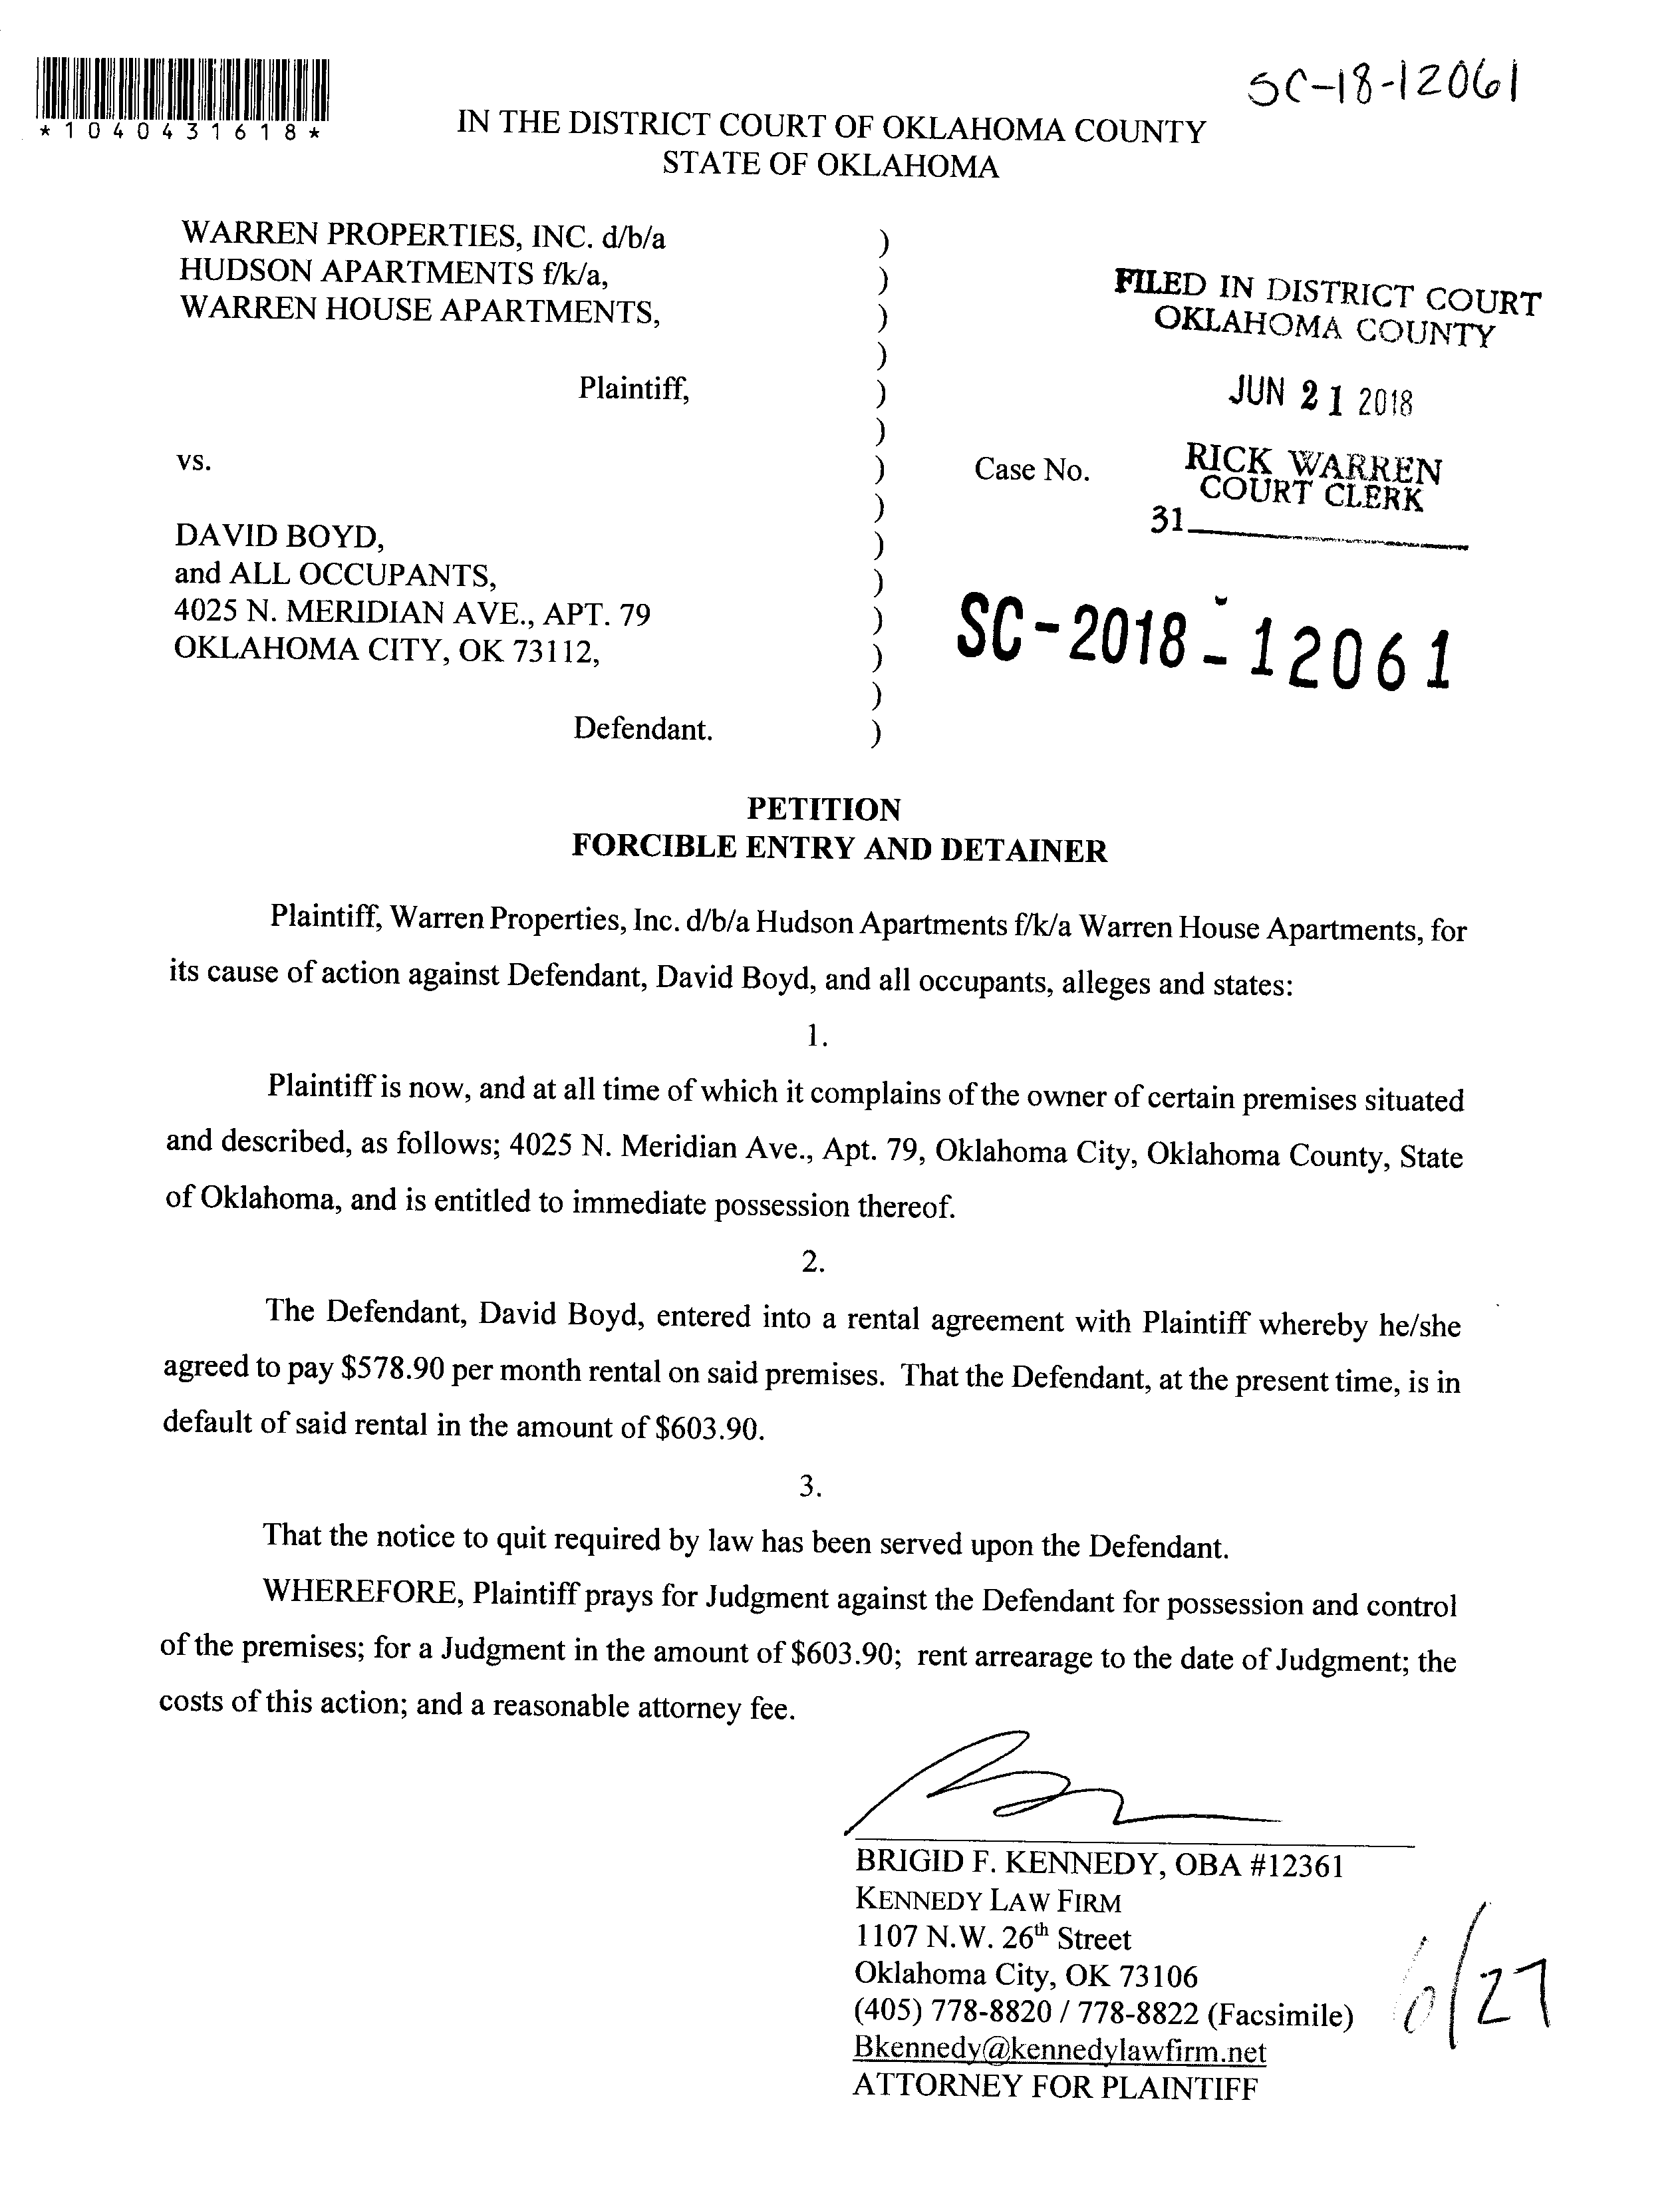 SC-18-12061
*1040431618*
IN THE DISTRICT COURT OF OKLAHOMA COUNTY
STATE OF OKLAHOMA
WARREN PROPERTIES, INC. d/b/a )
HUDSON APARTMENTS f/k/a, )
WARREN HOUSE APARTMENTS, )
)
Plaintiff, )
)
vs. )
)
DAVID BOYD, )
and ALL OCCUPANTS, )
4025 N. MERIDIAN AVE., APT. 79 )
OKLAHOMA CITY, OK 73112, )
)
Defendant. )
FILED IN DISTRICT COURT
OKLAHOMA COUNTY
JUN 21 2018
Case No.
RICK WARREN
COURT CLERK
31
SC-2018-12061
PETITION
FORCIBLE ENTRY AND DETAINER
Plaintiff, Warren Properties, Inc. d/b/a Hudson Apartments f/k/a Warren House Apartments, for
its cause of action against Defendant, David Boyd, and all occupants, alleges and states:
1.
Plaintiff is now, and at all time of which it complains of the owner of certain premises situated
and described, as follows; 4025 N. Meridian Ave., Apt. 79, Oklahoma City, Oklahoma County, State
of Oklahoma, and is entitled to immediate possession thereof.
2.
The Defendant, David Boyd, entered into a rental agreement with Plaintiff whereby he/she
agreed to pay $578.90 per month rental on said premises. That the Defendant, at the present time, is in
default of said rental in the amount of $603.90.
3.
That the notice to quit required by law has been served upon the Defendant.
WHEREFORE, Plaintiff prays for Judgment against the Defendant for possession and control
of the premises; for a Judgment in the amount of $603.90; rent arrearage to the date of Judgment; the
costs of this action; and a reasonable attorney fee.
BRIGID F. KENNEDY, OBA #12361
KENNEDY LAW FIRM
1107 N.W. 26th Street
Oklahoma City, OK 73106
(405) 778-8820 / 778-8822 (Facsimile)
Bkennedy@kennedylawfirm.net
ATTORNEY FOR PLAINTIFF
6/27